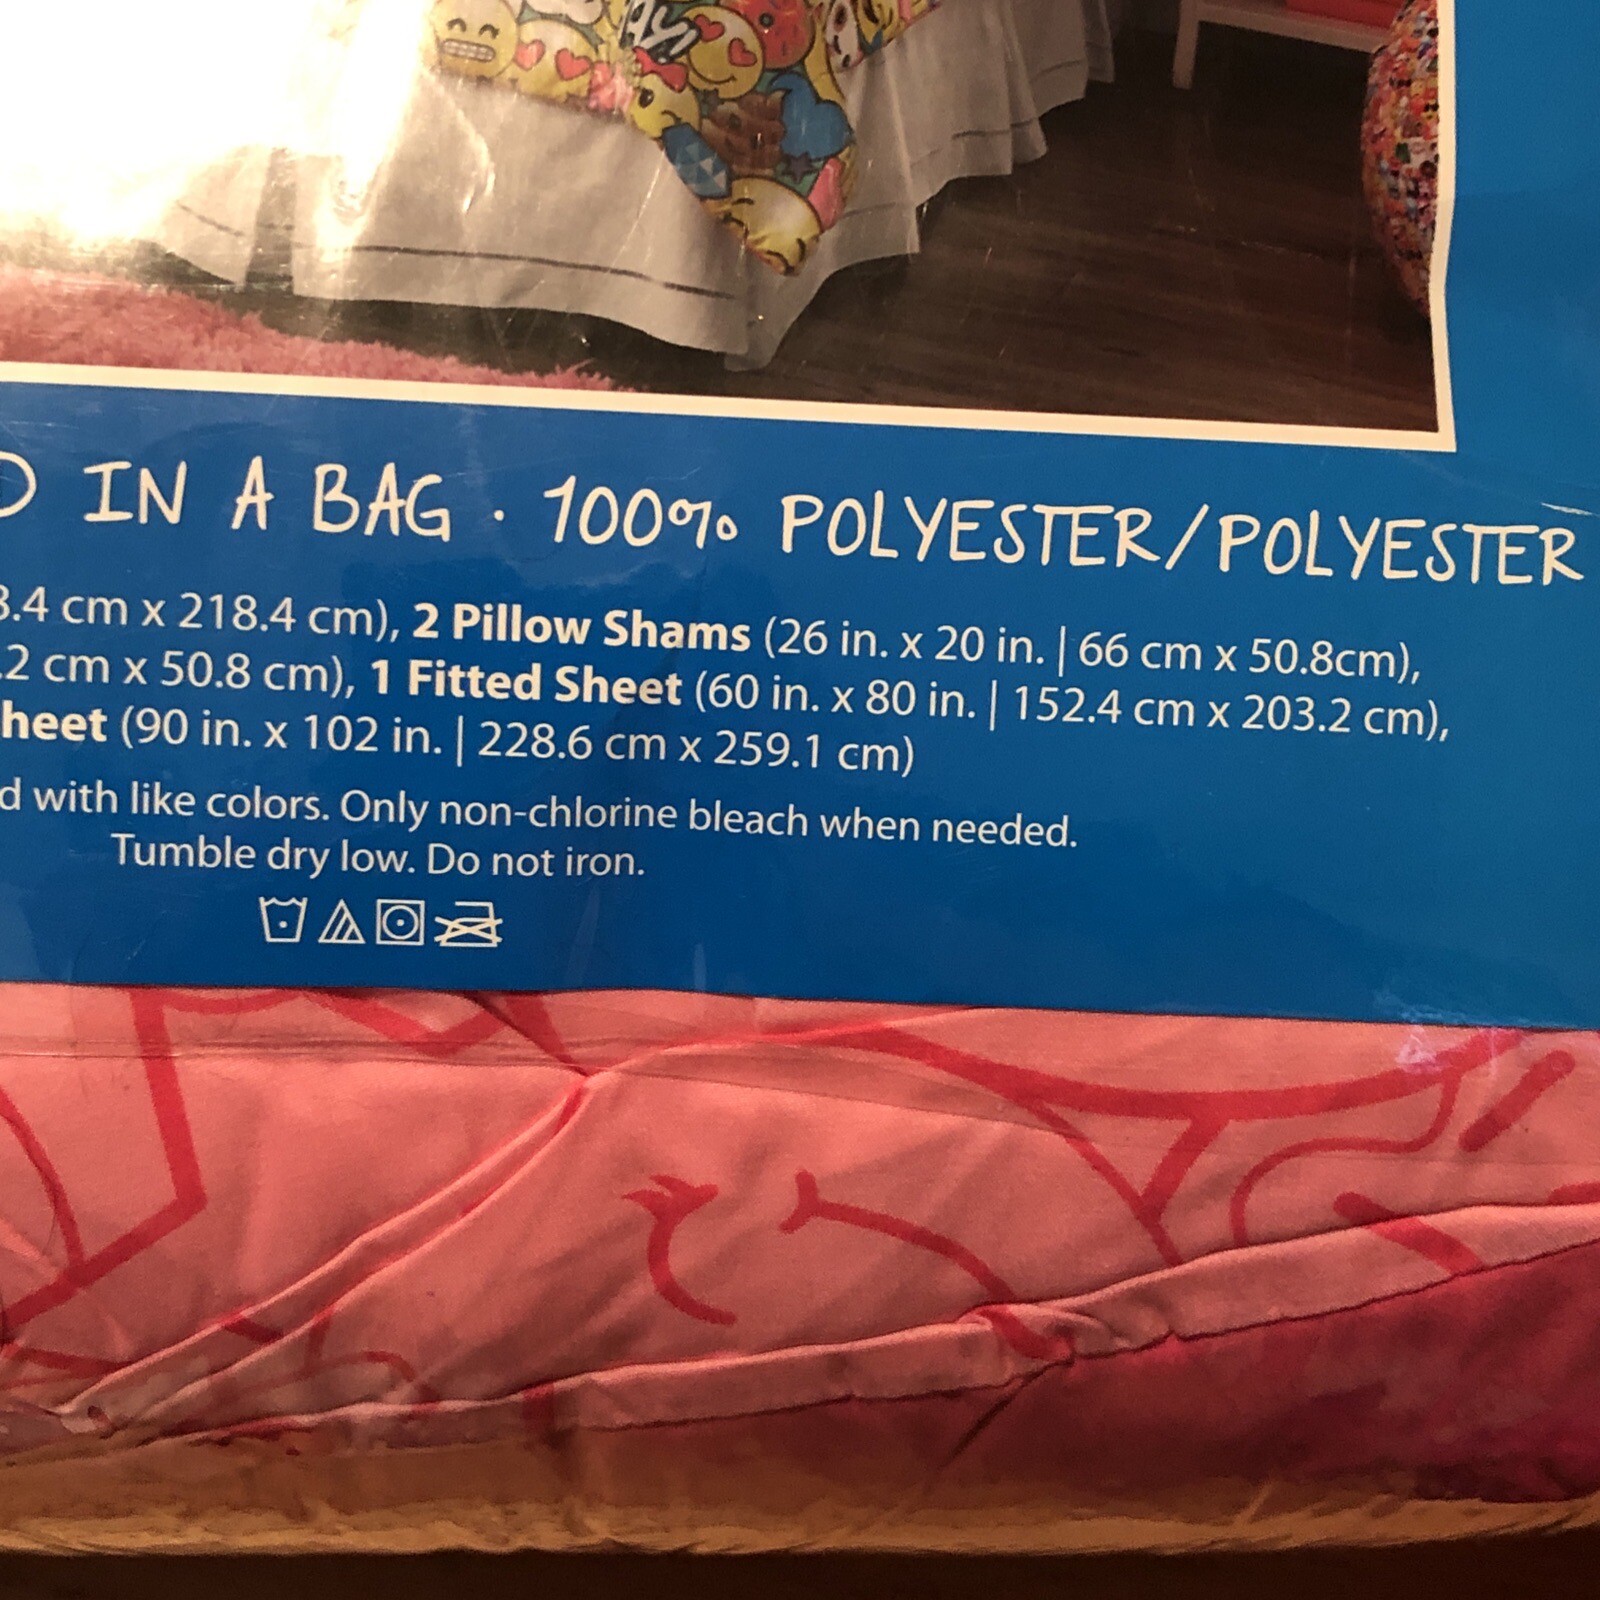 IN A BAG · 100% POLYESTER/POLYESTER
.4 cm x 218.4 cm), 2 Pillow Shams (26 in. x 20 in. | 66 cm x 50.8cm),
.2 cm x 50.8 cm), 1 Fitted Sheet (60 in. x 80 in. | 152.4 cm x 203.2 cm),
heet (90 in. x 102 in. | 228.6 cm x 259.1 cm)
d with like colors. Only non-chlorine bleach when needed.
Tumble dry low. Do not iron.